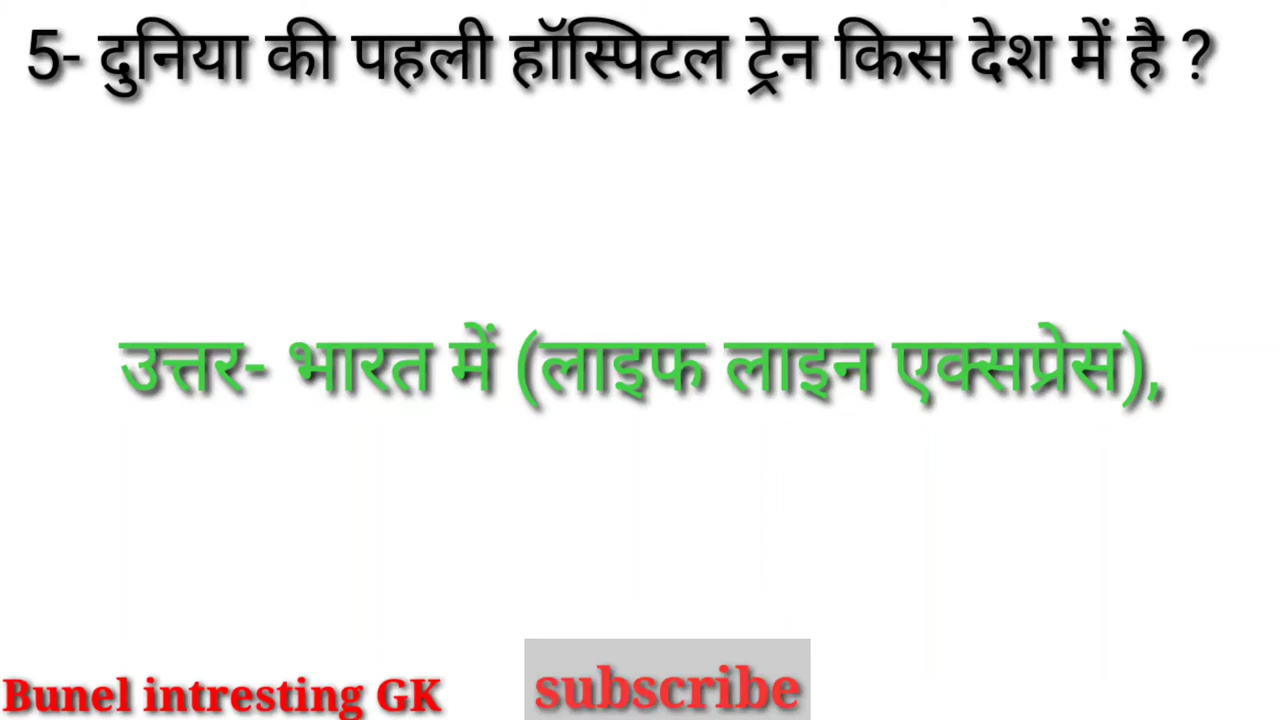 5- दुनिया की पहली हॉस्पिटल ट्रेन किस देश में है ?
उत्तर- भारत में (लाइफ लाइन एक्सप्रेस),
Bunel intresting GK
subscribe